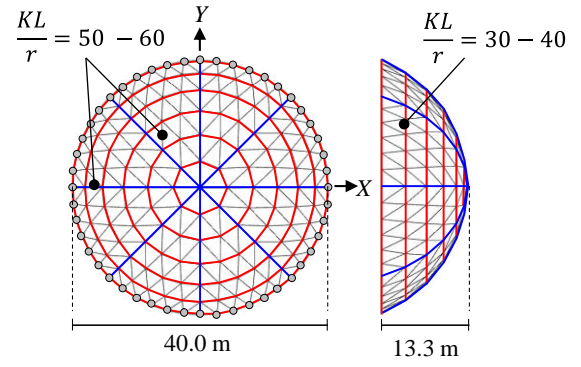 KL/r = 50 − 60
Y
KL/r = 30 − 40
X
40.0 m
13.3 m